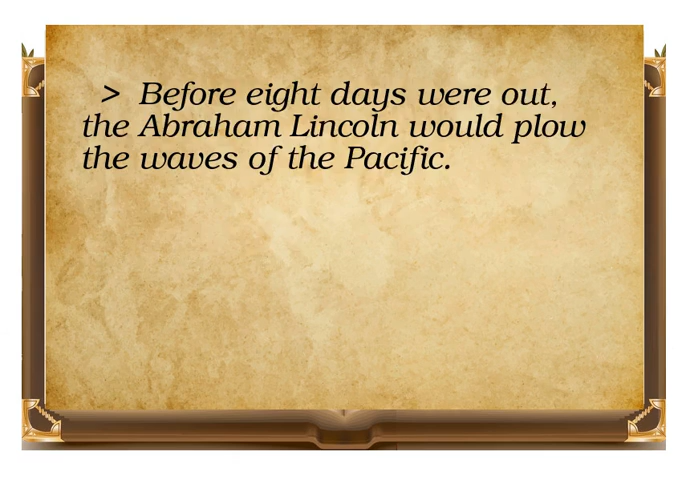 > Before eight days were out,
the Abraham Lincoln would plow
the waves of the Pacific.